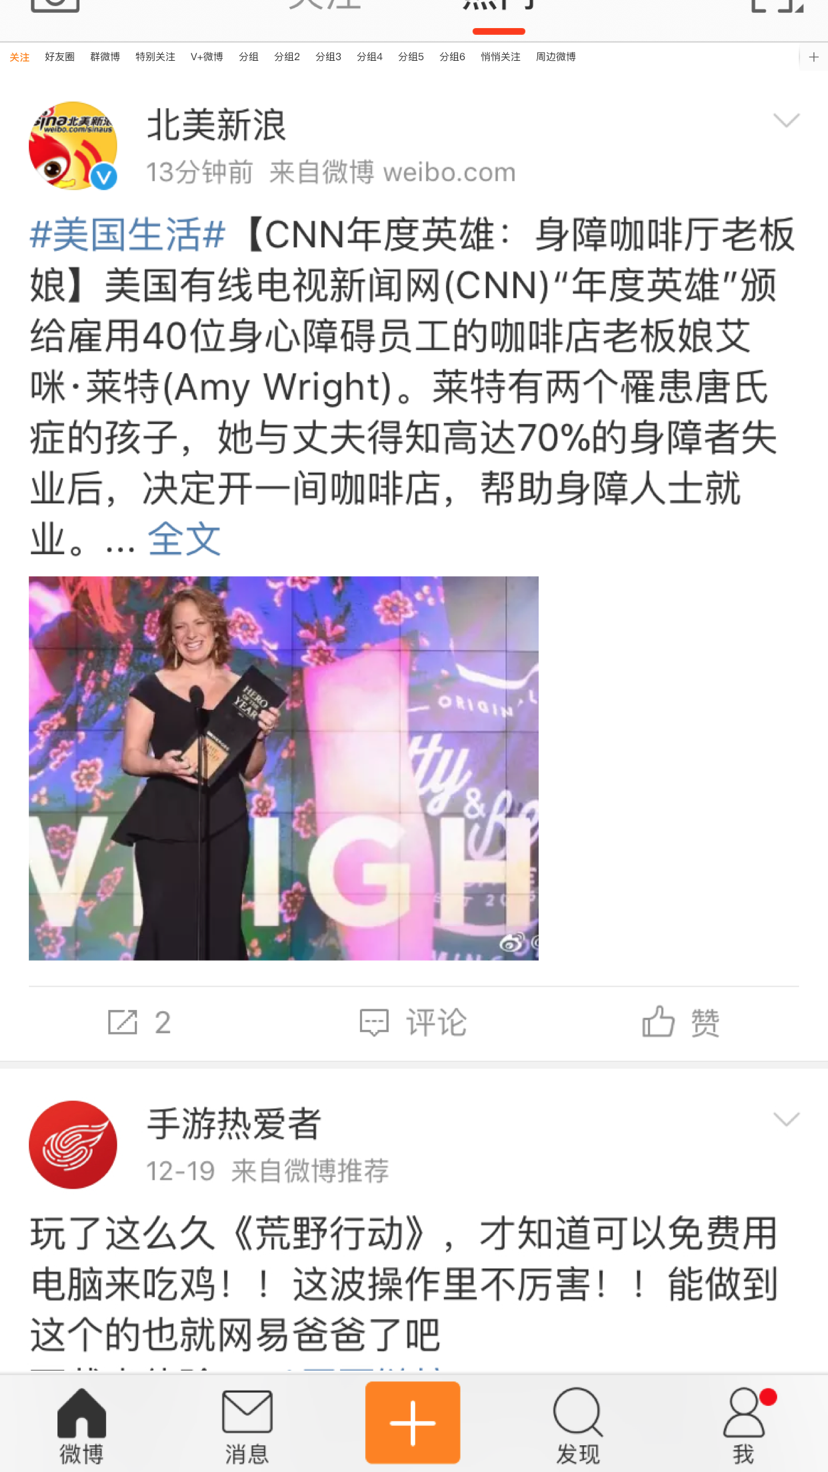 关注
热门
关注 好友圈 群微博 特别关注 V+微博 分组 分组2 分组3 分组4 分组5 分组6 悄悄关注 周边微博
sina北美新浪
weibo.com/sinaus
北美新浪
13分钟前 来自微博 weibo.com
#美国生活#【CNN年度英雄：身障咖啡厅老板
娘】美国有线电视新闻网(CNN)“年度英雄”颁
给雇用40位身心障碍员工的咖啡店老板娘艾
咪·莱特(Amy Wright)。莱特有两个罹患唐氏
症的孩子，她与丈夫得知高达70%的身障者失
业后，决定开一间咖啡店，帮助身障人士就
业。... 全文
HERO
OF THE
YEAR
ORIGIN
tty
& Be
W IGH
2
评论
赞
手游热爱者
12-19 来自微博推荐
玩了这么久《荒野行动》，才知道可以免费用
电脑来吃鸡！！这波操作里不厉害！！能做到
这个的也就网易爸爸了吧
微博
消息
发现
我